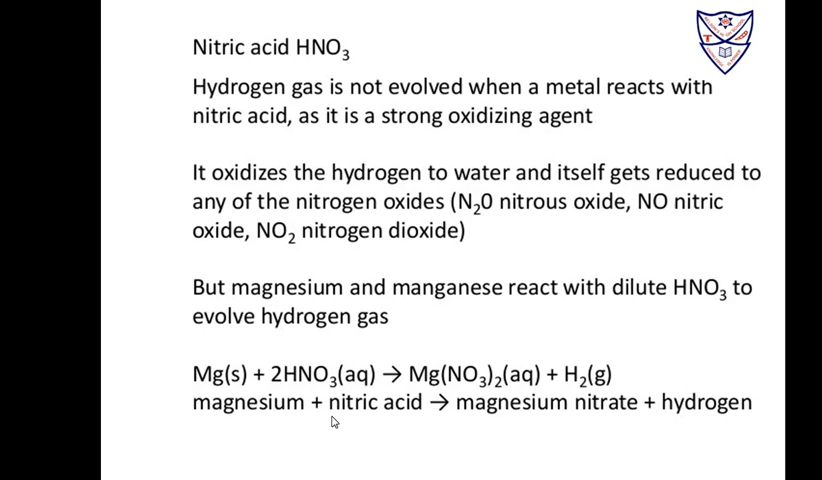 Nitric acid HNO₃
Hydrogen gas is not evolved when a metal reacts with
nitric acid, as it is a strong oxidizing agent
It oxidizes the hydrogen to water and itself gets reduced to
any of the nitrogen oxides (N₂0 nitrous oxide, NO nitric
oxide, NO₂ nitrogen dioxide)
But magnesium and manganese react with dilute HNO₃ to
evolve hydrogen gas
Mg(s) + 2HNO₃(aq) → Mg(NO₃)₂(aq) + H₂(g)
magnesium + nitric acid → magnesium nitrate + hydrogen